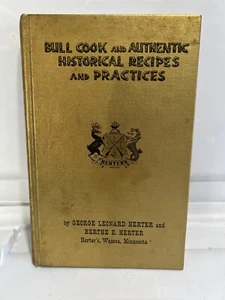 BULL COOK AND AUTHENTIC
HISTORICAL RECIPES
AND PRACTICES
HERTER'S
by GEORGE LEONARD HERTER and
BERTHE E. HERTER
Herter's, Waseca, Minnesota